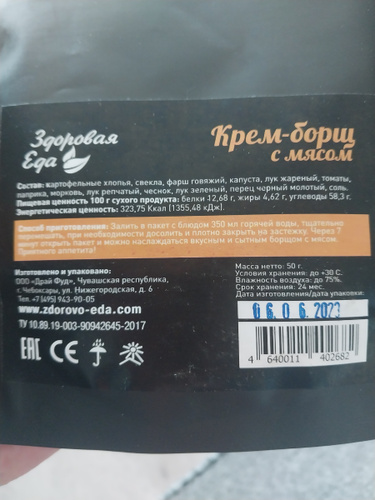 Здоровая
Еда
Крем-борщ
с мясом
Состав: картофельные хлопья, свекла, фарш говяжий, капуста, лук жареный, томаты,
паприка, морковь, лук репчатый, чеснок, лук зеленый, перец черный молотый, соль.
Пищевая ценность 100 г сухого продукта: белки 12,68 г, жиры 4,62 г, углеводы 58,3 г.
Энергетическая ценность: 323,75 Ккал [1355,48 кДж].
Способ приготовления: Залить в пакет с блюдом 350 мл горячей воды, тщательно
перемешать, при необходимости досолить и плотно закрыть на застежку. Через 7
минут открыть пакет и можно наслаждаться вкусным и сытным борщом с мясом.
Приятного аппетита!
Изготовлено и упаковано:
ООО «Драй Фуд», Чувашская республика,
г.Чебоксары, ул. Нижегородская, д. 6
Тел. +7 (495) 943-90-05
www.zdorovo-eda.com
ТУ 10.89.19-003-90942645-2017
Масса нетто: 50 г.
Условия хранения: до +30 С.
Влажность воздуха: до 75%.
Срок хранения: 24 мес.
Дата изготовления/дата упаковки:
06.06.2023
EAC CE
4 640011 402682